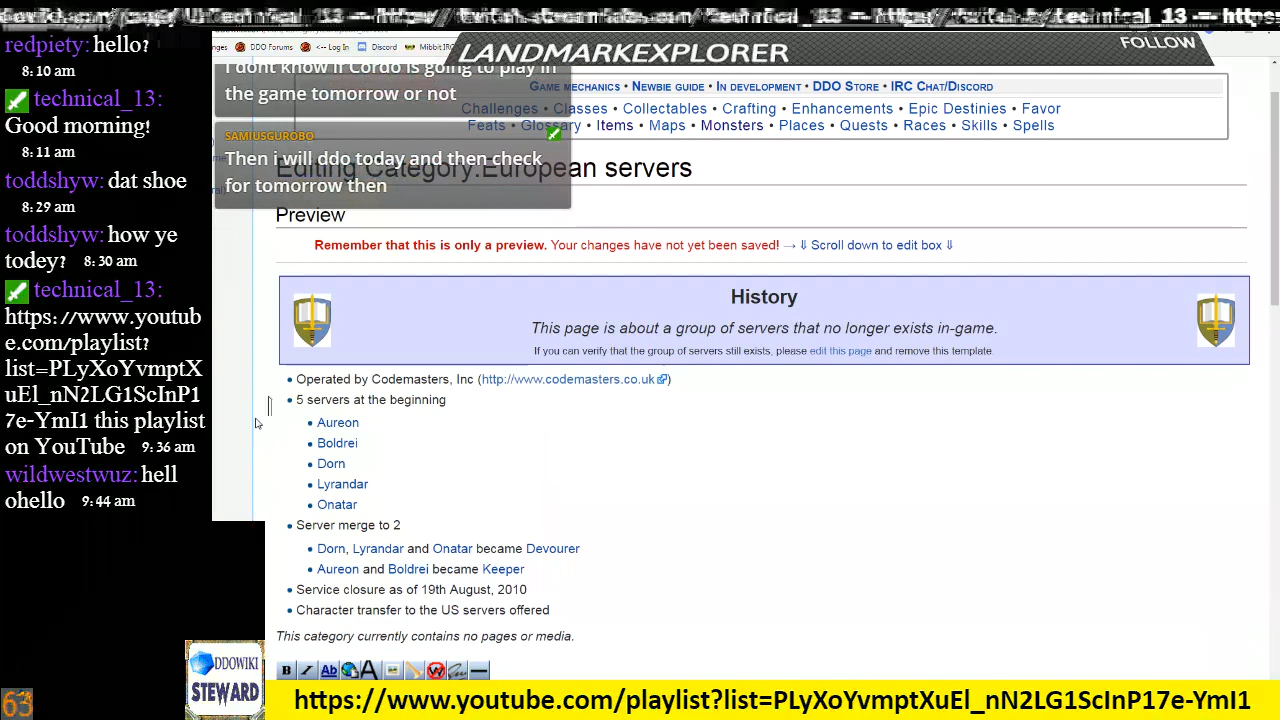 redpiety: hello?
8:10 am
technical_13:
Good morning!
8:11 am
toddshyw: dat shoe
8:29 am
toddshyw: how ye
todey? 8:30 am
technical_13:
https://www.youtub
e.com/playlist?
list=PLyXoYvmptX
uEl_nN2LG1ScInP1
7e-YmI1 this playlist
on YouTube 9:36 am
wildwestwuz: hell
ohello 9:44 am
DDOWIKI
STEWARD
63
DDO Forums
<-- Log In
Discord
Mibbit IRC
LANDMARKEXPLORER
FOLLOW
I dont know if Cordo is going to play in
the game tomorrow or not
SAMIUSGUROBO
Then i will ddo today and then check
for tomorrow then
Game mechanics • Newbie guide • In development • DDO Store • IRC Chat/Discord
Challenges • Classes • Collectables • Crafting • Enhancements • Epic Destinies • Favor
Feats • Glossary • Items • Maps • Monsters • Places • Quests • Races • Skills • Spells
Editing Category:European servers
Preview
Remember that this is only a preview. Your changes have not yet been saved! → ⇓ Scroll down to edit box ⇓
History
This page is about a group of servers that no longer exists in-game.
If you can verify that the group of servers still exists, please edit this page and remove this template.
• Operated by Codemasters, Inc (http://www.codemasters.co.uk)
• 5 servers at the beginning
• Aureon
• Boldrei
• Dorn
• Lyrandar
• Onatar
• Server merge to 2
• Dorn, Lyrandar and Onatar became Devourer
• Aureon and Boldrei became Keeper
• Service closure as of 19th August, 2010
• Character transfer to the US servers offered
This category currently contains no pages or media.
B I Ab A W
https://www.youtube.com/playlist?list=PLyXoYvmptXuEl_nN2LG1ScInP17e-YmI1